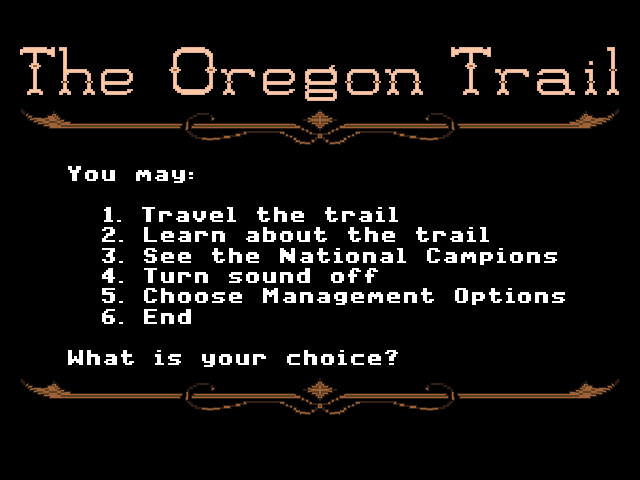 The Oregon Trail
You may:
1. Travel the trail
2. Learn about the trail
3. See the National Campions
4. Turn sound off
5. Choose Management Options
6. End
What is your choice?